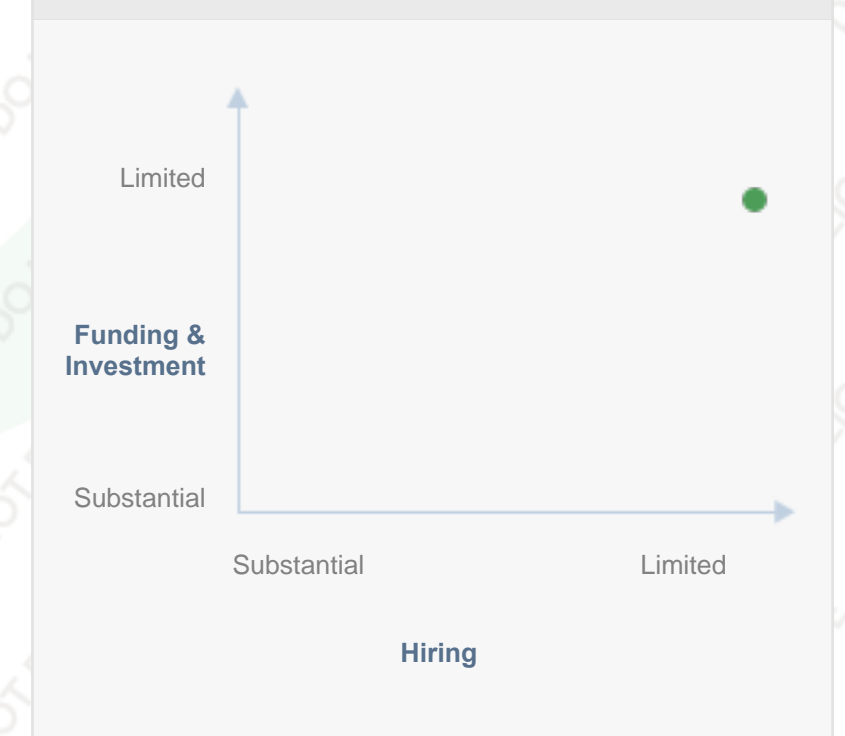 Limited
Funding &
Investment
Substantial
Substantial Limited
Hiring